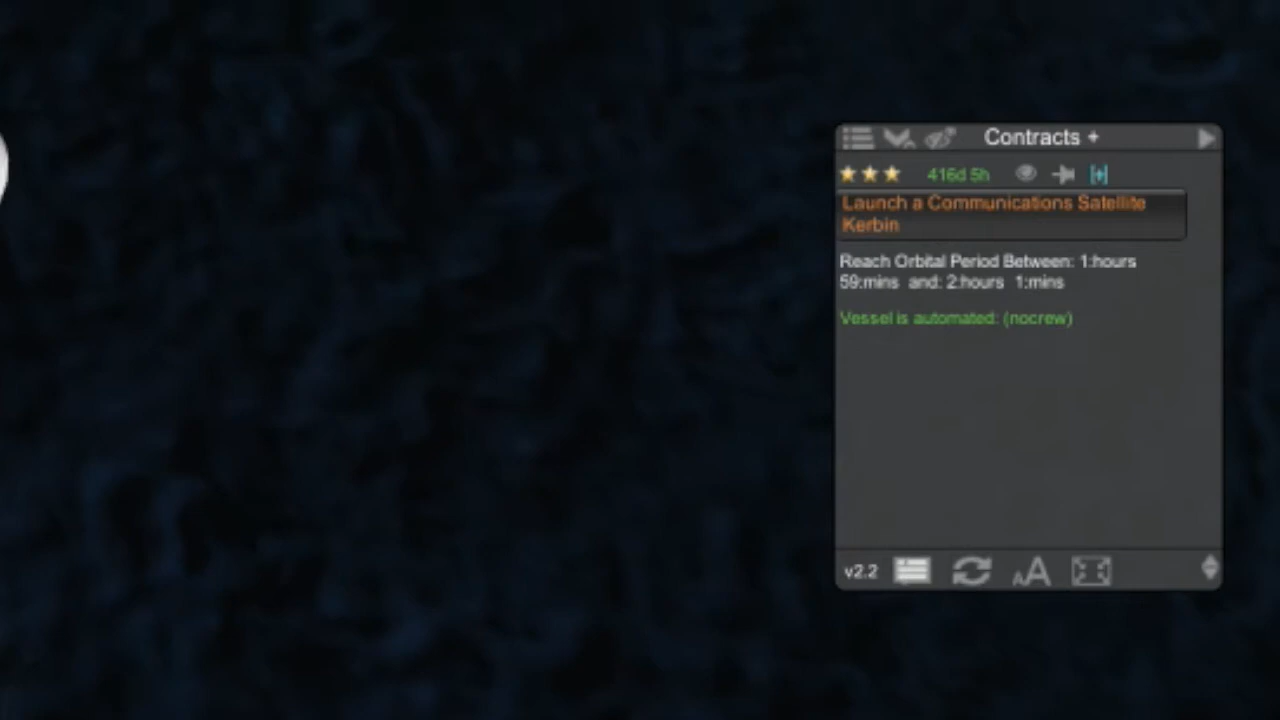 Contracts +
416d 5h
Launch a Communications Satellite
Kerbin
Reach Orbital Period Between: 1:hours
59:mins and: 2:hours 1:mins
Vessel is automated: (nocrew)
v2.2
AA